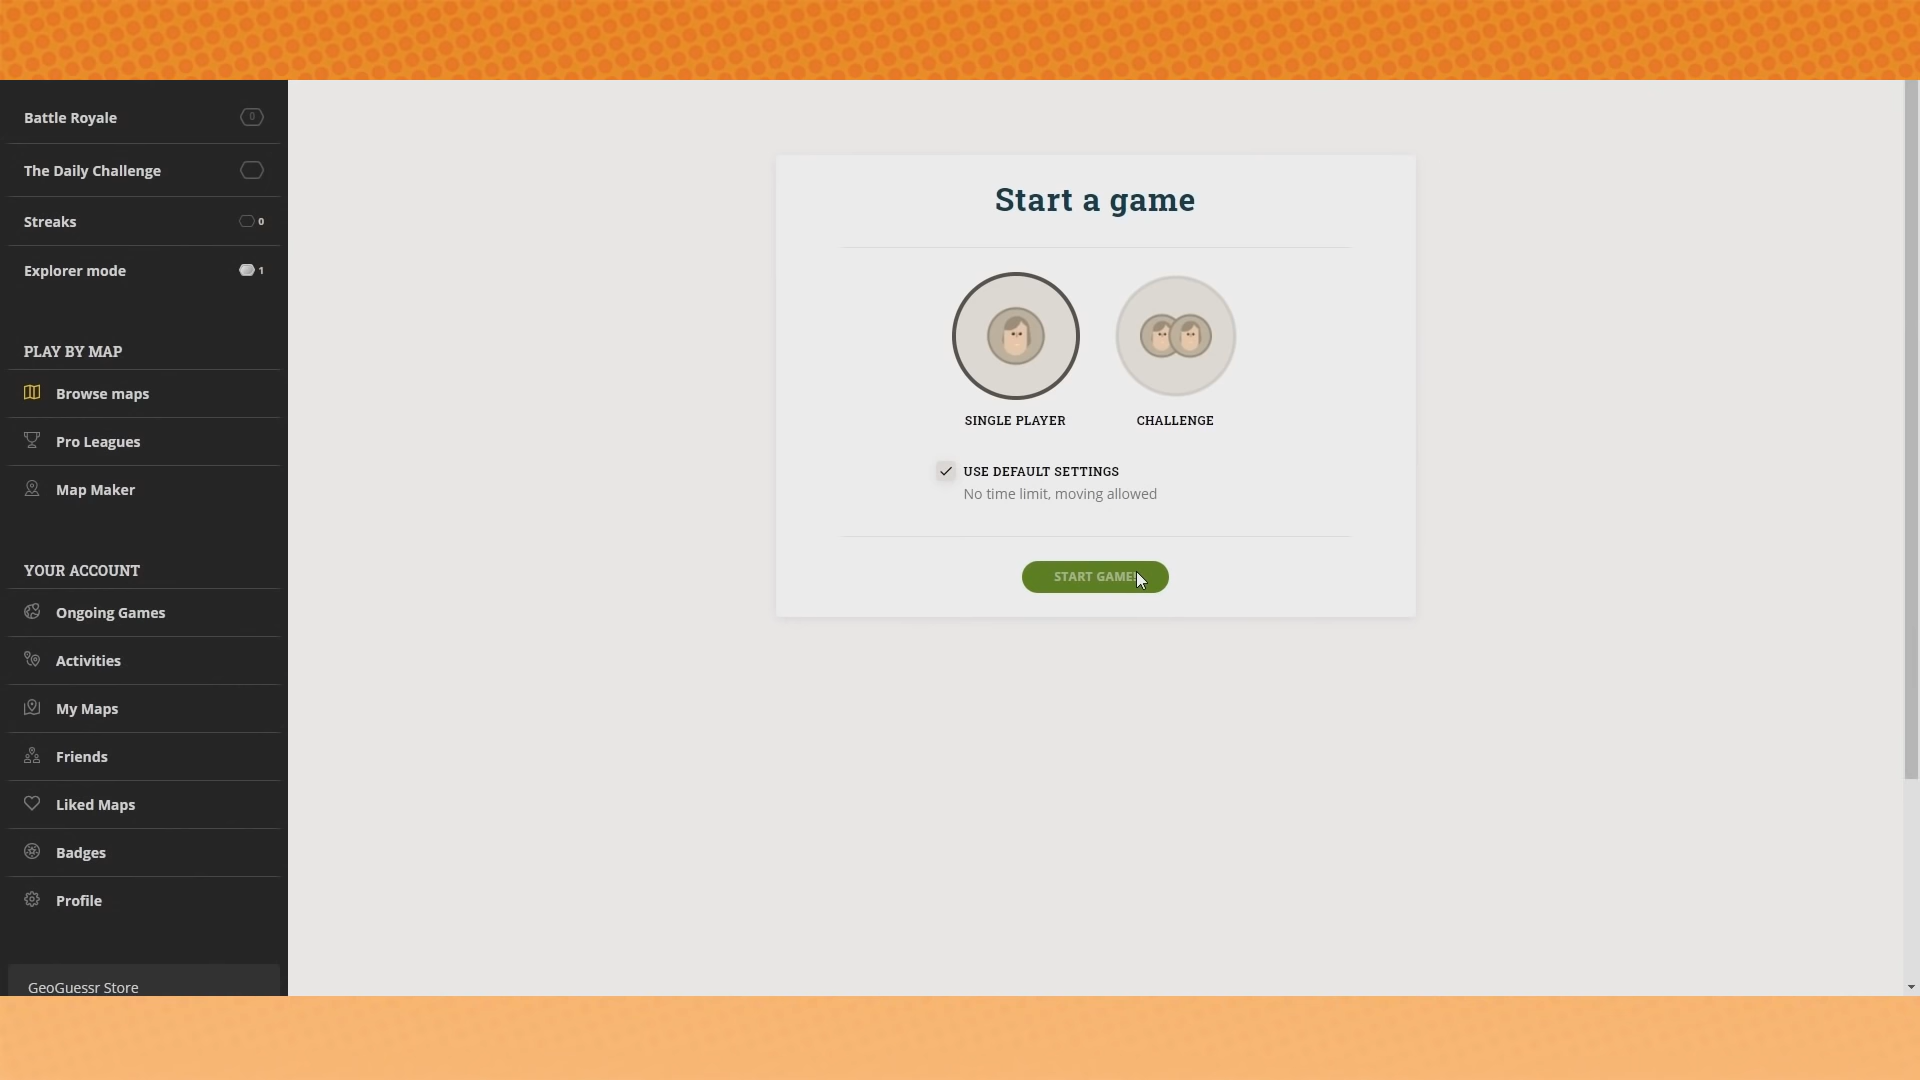 Battle Royale
0
The Daily Challenge
Streaks
0
Explorer mode
1
PLAY BY MAP
Browse maps
Pro Leagues
Map Maker
YOUR ACCOUNT
Ongoing Games
Activities
My Maps
Friends
Liked Maps
Badges
Profile
GeoGuessr Store
Start a game
SINGLE PLAYER
CHALLENGE
USE DEFAULT SETTINGS
No time limit, moving allowed
START GAME